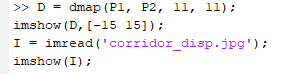 >> D = dmap(P1, P2, 11, 11);
imshow(D,[-15 15]);
I = imread('corridor_disp.jpg');
imshow(I);